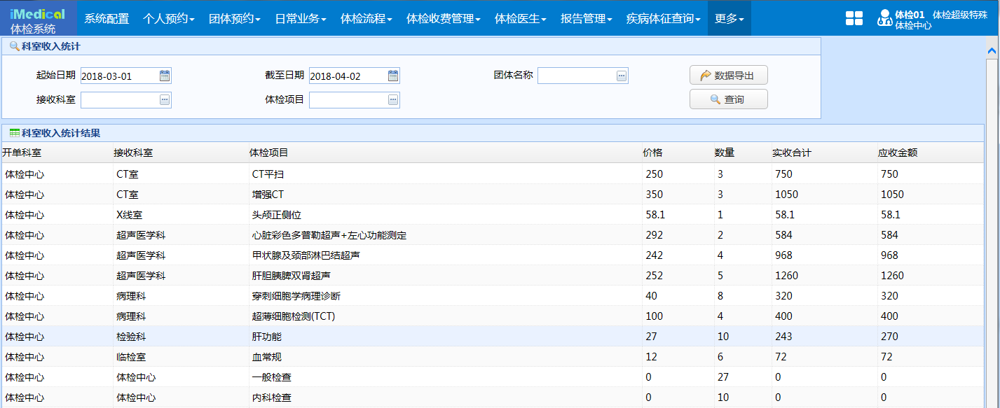 iMedical 系统配置 个人预约 团体预约 日常业务 体检流程 体检收费管理 体检医生 报告管理 疾病体征查询 更多 体检01 体检超级特殊
体检系统 体检中心
科室收入统计
起始日期 2018-03-01 截至日期 2018-04-02 团体名称 数据导出
接收科室 体检项目 查询
科室收入统计结果
开单科室 接收科室 体检项目 价格 数量 实收合计 应收金额
体检中心 CT室 CT平扫 250 3 750 750
体检中心 CT室 增强CT 350 3 1050 1050
体检中心 X线室 头颅正侧位 58.1 1 58.1 58.1
体检中心 超声医学科 心脏彩色多普勒超声+左心功能测定 292 2 584 584
体检中心 超声医学科 甲状腺及颈部淋巴结超声 242 4 968 968
体检中心 超声医学科 肝胆胰脾双肾超声 252 5 1260 1260
体检中心 病理科 穿刺细胞学病理诊断 40 8 320 320
体检中心 病理科 超薄细胞检测(TCT) 100 4 400 400
体检中心 检验科 肝功能 27 10 243 270
体检中心 临检室 血常规 12 6 72 72
体检中心 体检中心 一般检查 0 27 0 0
体检中心 体检中心 内科检查 0 10 0 0